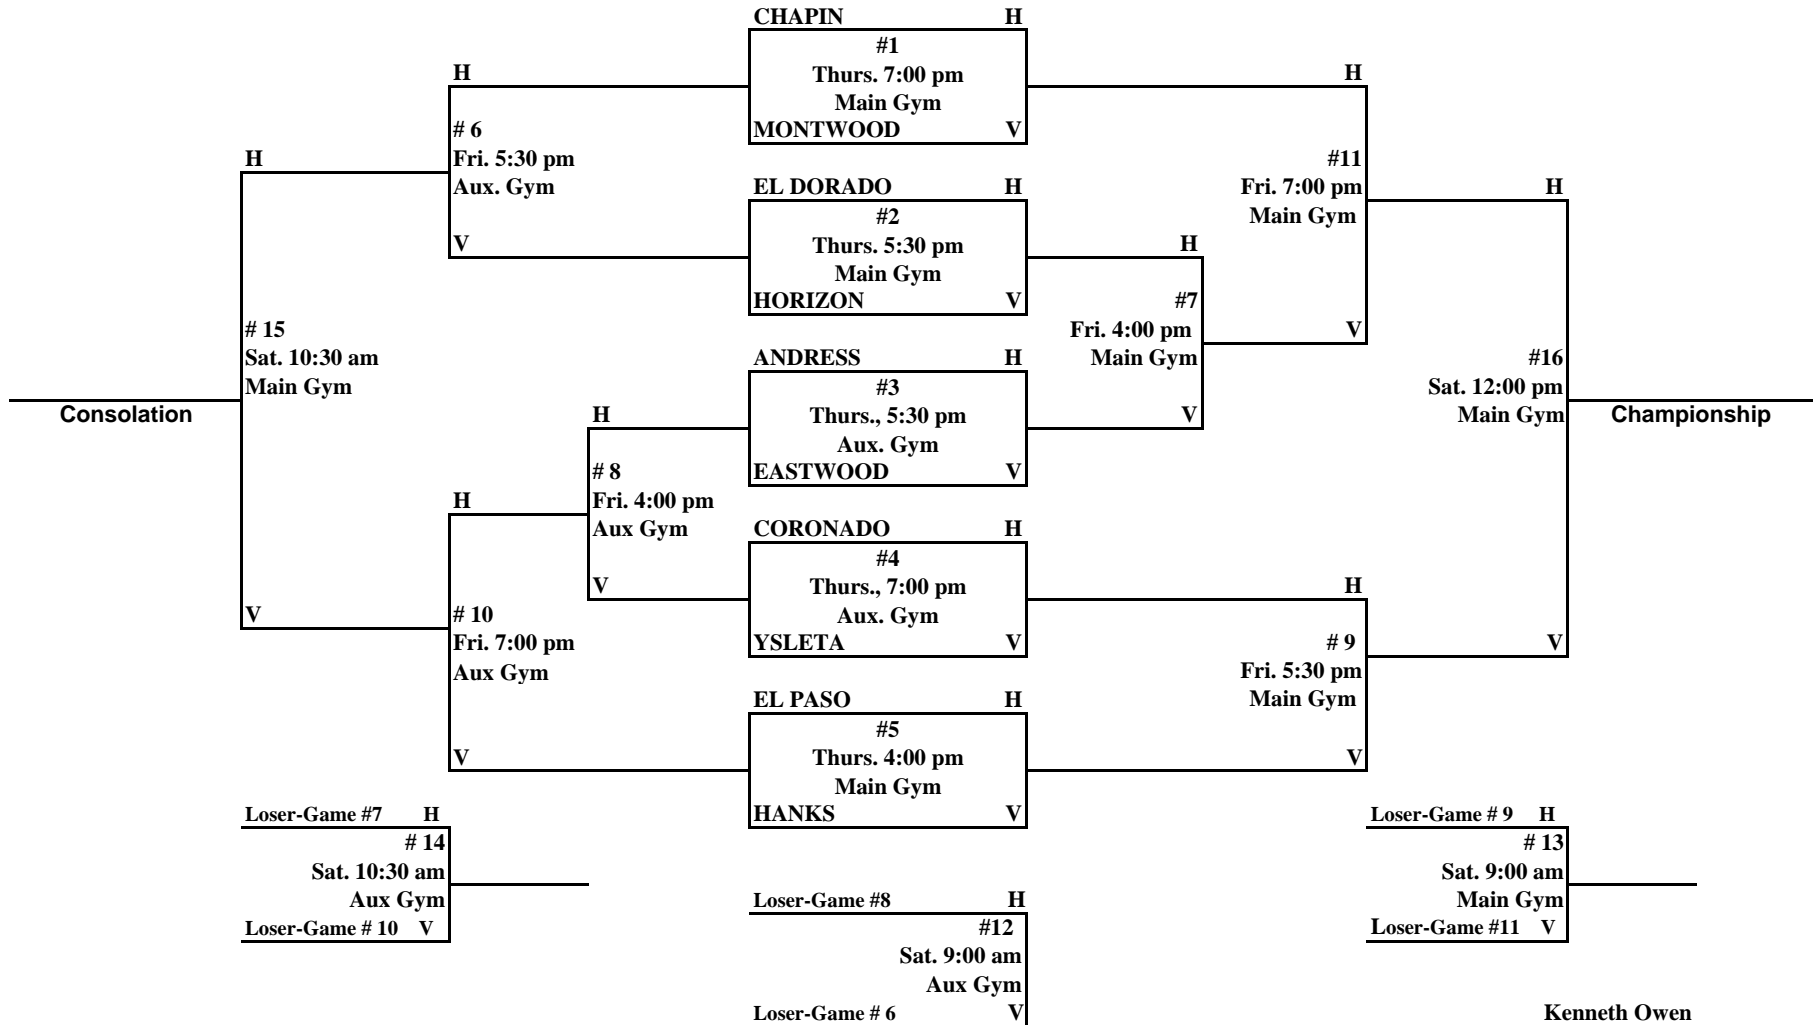 CHAPIN H
#1
Thurs. 7:00 pm
Main Gym
MONTWOOD V
H
# 6
Fri. 5:30 pm
Aux. Gym
V
H
#11
Fri. 7:00 pm
Main Gym
V
H
# 15
Sat. 10:30 am
Main Gym
V
Consolation
EL DORADO H
#2
Thurs. 5:30 pm
Main Gym
HORIZON V
H
#7
Fri. 4:00 pm
Main Gym
V
H
#16
Sat. 12:00 pm
Main Gym
V
Championship
ANDRESS H
#3
Thurs., 5:30 pm
Aux. Gym
EASTWOOD V
H
# 8
Fri. 4:00 pm
Aux Gym
V
CORONADO H
#4
Thurs., 7:00 pm
Aux. Gym
YSLETA V
H
# 10
Fri. 7:00 pm
Aux Gym
V
H
# 9
Fri. 5:30 pm
Main Gym
V
EL PASO H
#5
Thurs. 4:00 pm
Main Gym
HANKS V
Loser-Game #7 H
# 14
Sat. 10:30 am
Aux Gym
Loser-Game # 10 V
Loser-Game #8 H
#12
Sat. 9:00 am
Aux Gym
Loser-Game # 6 V
Loser-Game # 9 H
# 13
Sat. 9:00 am
Main Gym
Loser-Game #11 V
Kenneth Owen